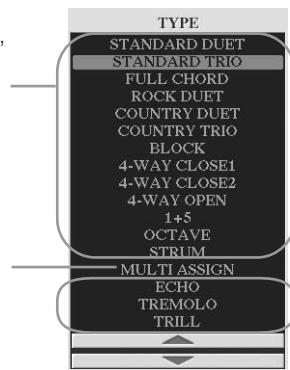 TYPE
STANDARD DUET
STANDARD TRIO
FULL CHORD
ROCK DUET
COUNTRY DUET
COUNTRY TRIO
BLOCK
4-WAY CLOSE1
4-WAY CLOSE2
4-WAY OPEN
1+5
OCTAVE
STRUM
MULTI ASSIGN
ECHO
TREMOLO
TRILL